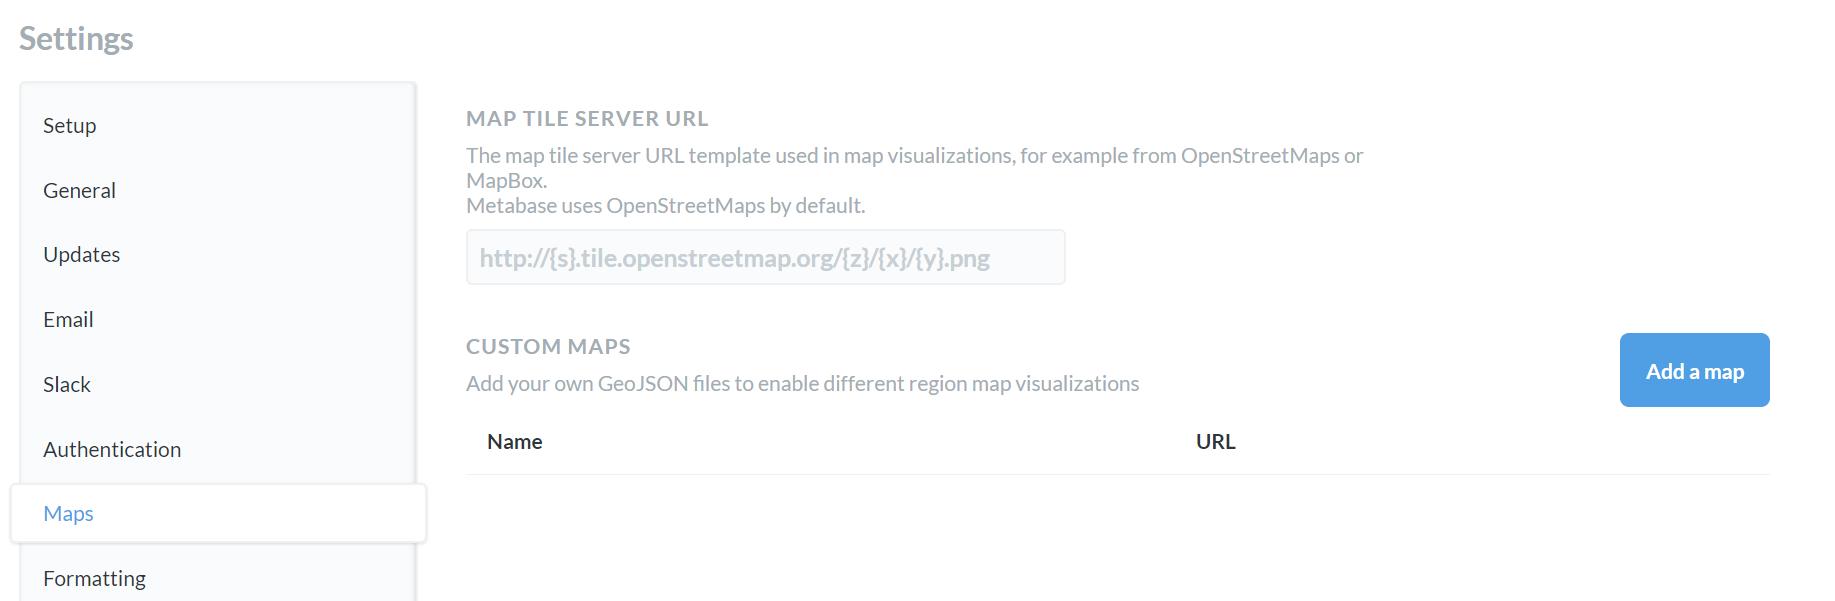 Settings
Setup
General
Updates
Email
Slack
Authentication
Maps
Formatting
MAP TILE SERVER URL
The map tile server URL template used in map visualizations, for example from OpenStreetMaps or
MapBox.
Metabase uses OpenStreetMaps by default.
http://{s}.tile.openstreetmap.org/{z}/{x}/{y}.png
CUSTOM MAPS
Add your own GeoJSON files to enable different region map visualizations
Add a map
Name URL